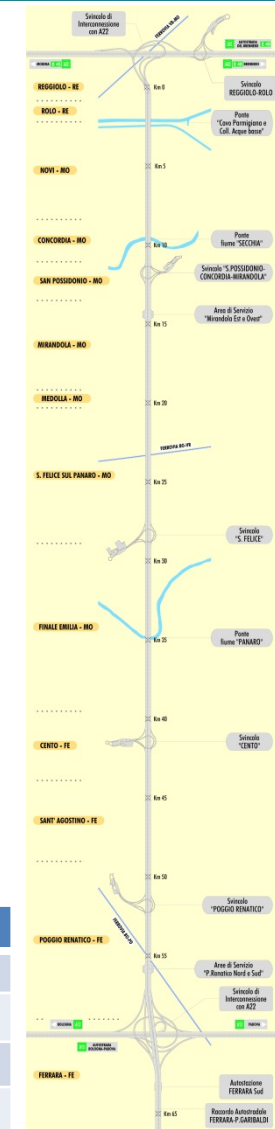 Svincolo di
Interconnessione
con A22
FERROVIA VR-MO
AUTOSTRADA
DEL BRENNERO
MODENA
A22
BRENNERO
REGGIOLO - RE
Km 0
Svincolo
REGGIOLO-ROLO
ROLO - RE
Ponte
"Cavo Parmigiana e
Coll. Acque basse"
NOVI - MO
Km 5
CONCORDIA - MO
Km 10
Ponte
fiume "SECCHIA"
SAN POSSIDONIO - MO
Svincolo "S.POSSIDONIO-
CONCORDIA-MIRANDOLA"
Area di Servizio
"Mirandola Est e Ovest"
Km 15
MIRANDOLA - MO
MEDOLLA - MO
Km 20
FERROVIA BO-VR
S. FELICE SUL PANARO - MO
Km 25
Svincolo
"S. FELICE"
Km 30
FINALE EMILIA - MO
Km 35
Ponte
fiume "PANARO"
Km 40
CENTO - FE
Svincolo
"CENTO"
Km 45
SANT' AGOSTINO - FE
Km 50
Svincolo
"POGGIO RENATICO"
POGGIO RENATICO - FE
FERROVIA BO-PD
Km 55
Area di Servizio
"P.Renatico Nord e Sud"
Svincolo di
Interconnessione
con A22
BOLOGNA
PADOVA
AUTOSTRADA
BOLOGNA-PADOVA
FERRARA - FE
Autostazione
FERRARA Sud
Km 65
Raccordo Autostradale
FERRARA-P.GARIBALDI